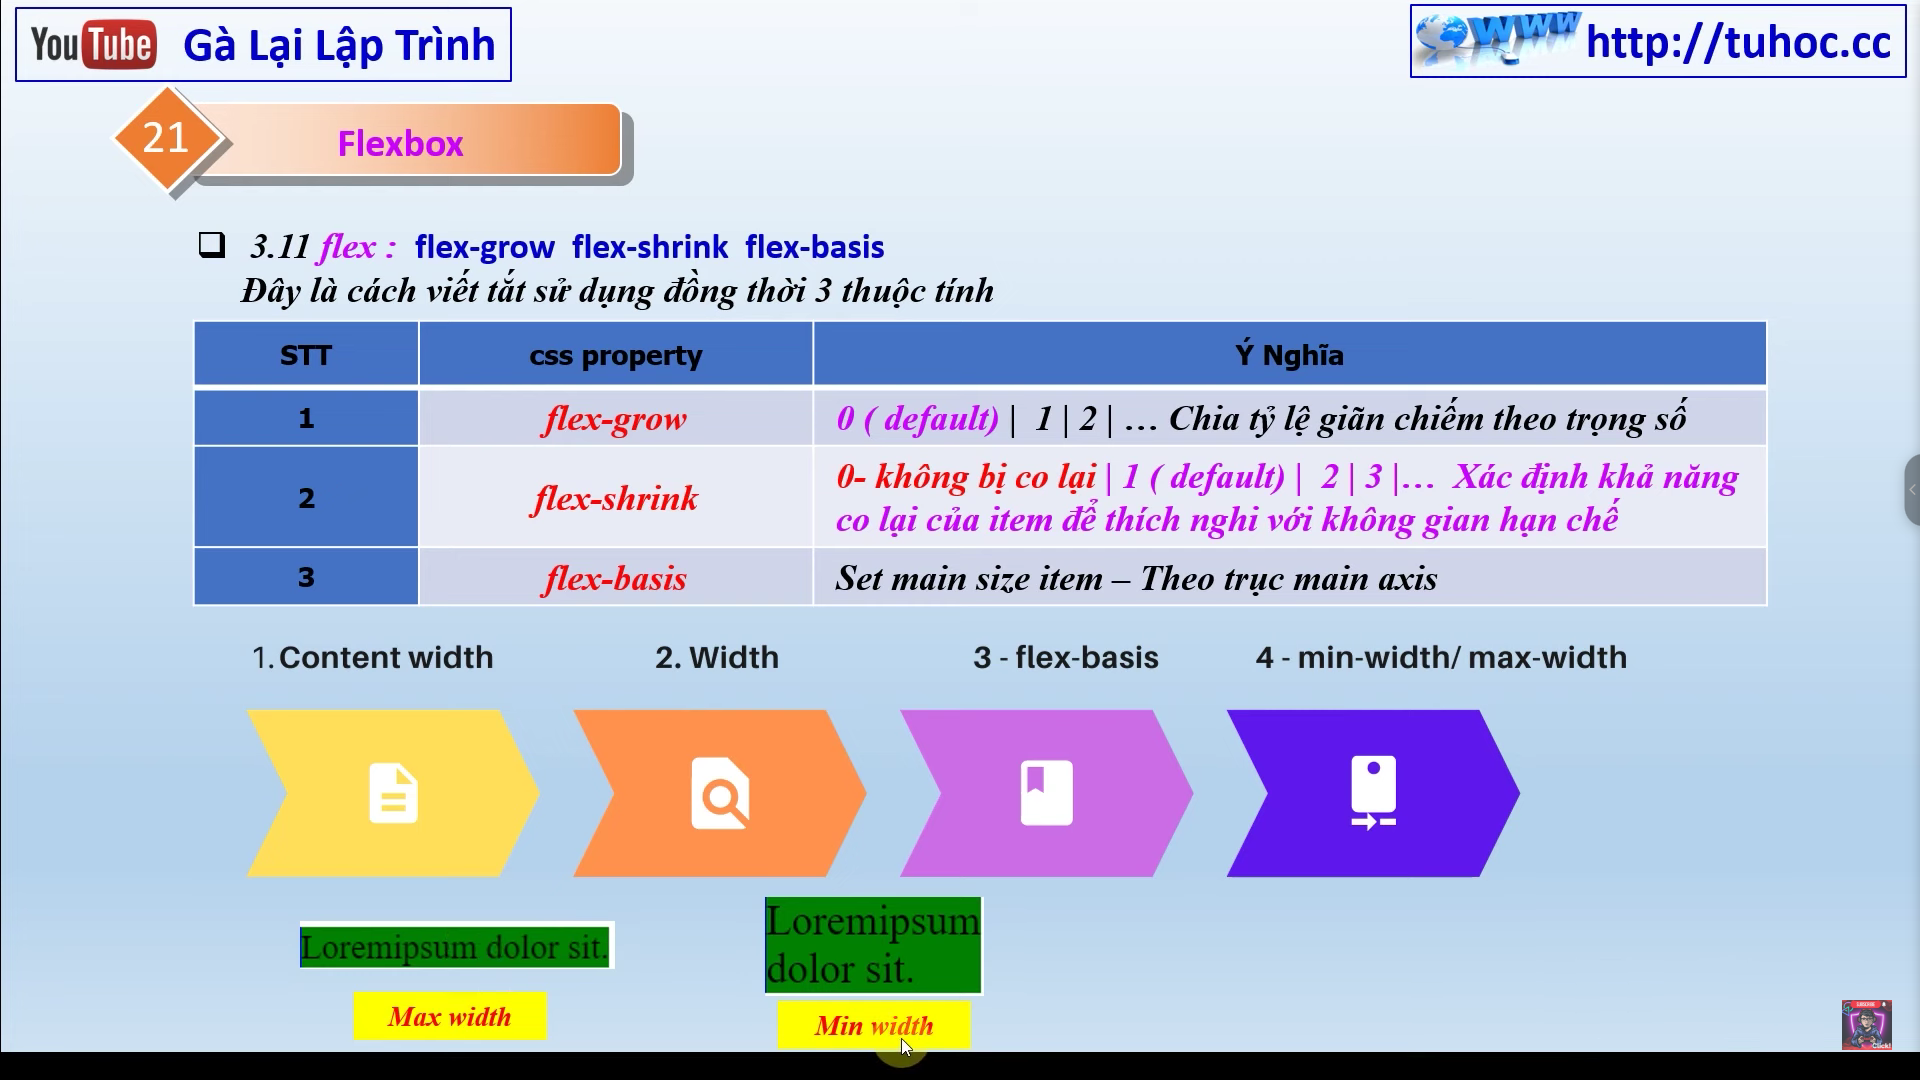 YouTube Gà Lại Lập Trình
WWW http://tuhoc.cc
21 Flexbox
3.11 flex : flex-grow flex-shrink flex-basis
Đây là cách viết tắt sử dụng đồng thời 3 thuộc tính
STT css property Ý Nghĩa
1 flex-grow 0 ( default) | 1 | 2 | … Chia tỷ lệ giãn chiếm theo trọng số
2 flex-shrink 0- không bị co lại | 1 ( default) | 2 | 3 |… Xác định khả năng
co lại của item để thích nghi với không gian hạn chế
3 flex-basis Set main size item – Theo trục main axis
1. Content width 2. Width 3 - flex-basis 4 - min-width/ max-width
Loremipsum dolor sit.
Max width
Loremipsum
dolor sit.
Min width
SUBSCRIBE
Click!